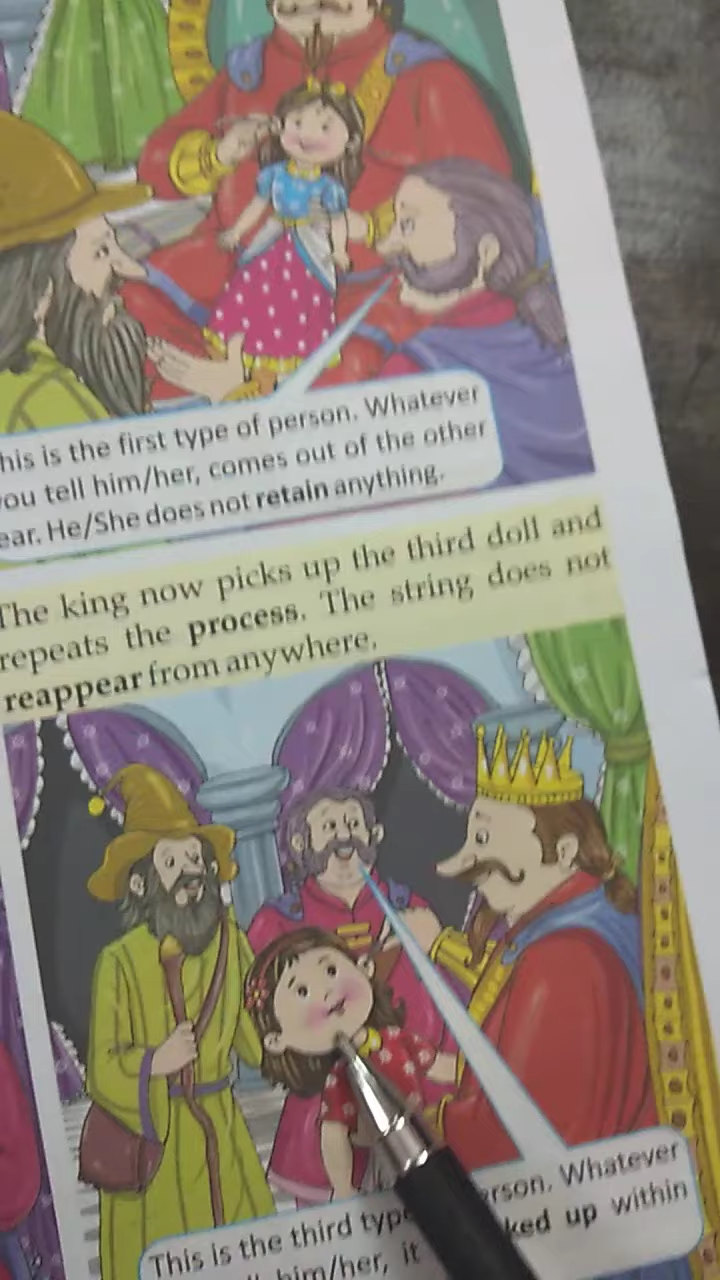 his is the first type of person. Whatever
you tell him/her, comes out of the other
ear. He/She does not retain anything.
The king now picks up the third doll and
repeats the process. The string does not
reappear from anywhere.
This is the third type person. Whatever
him/her, it ked up within